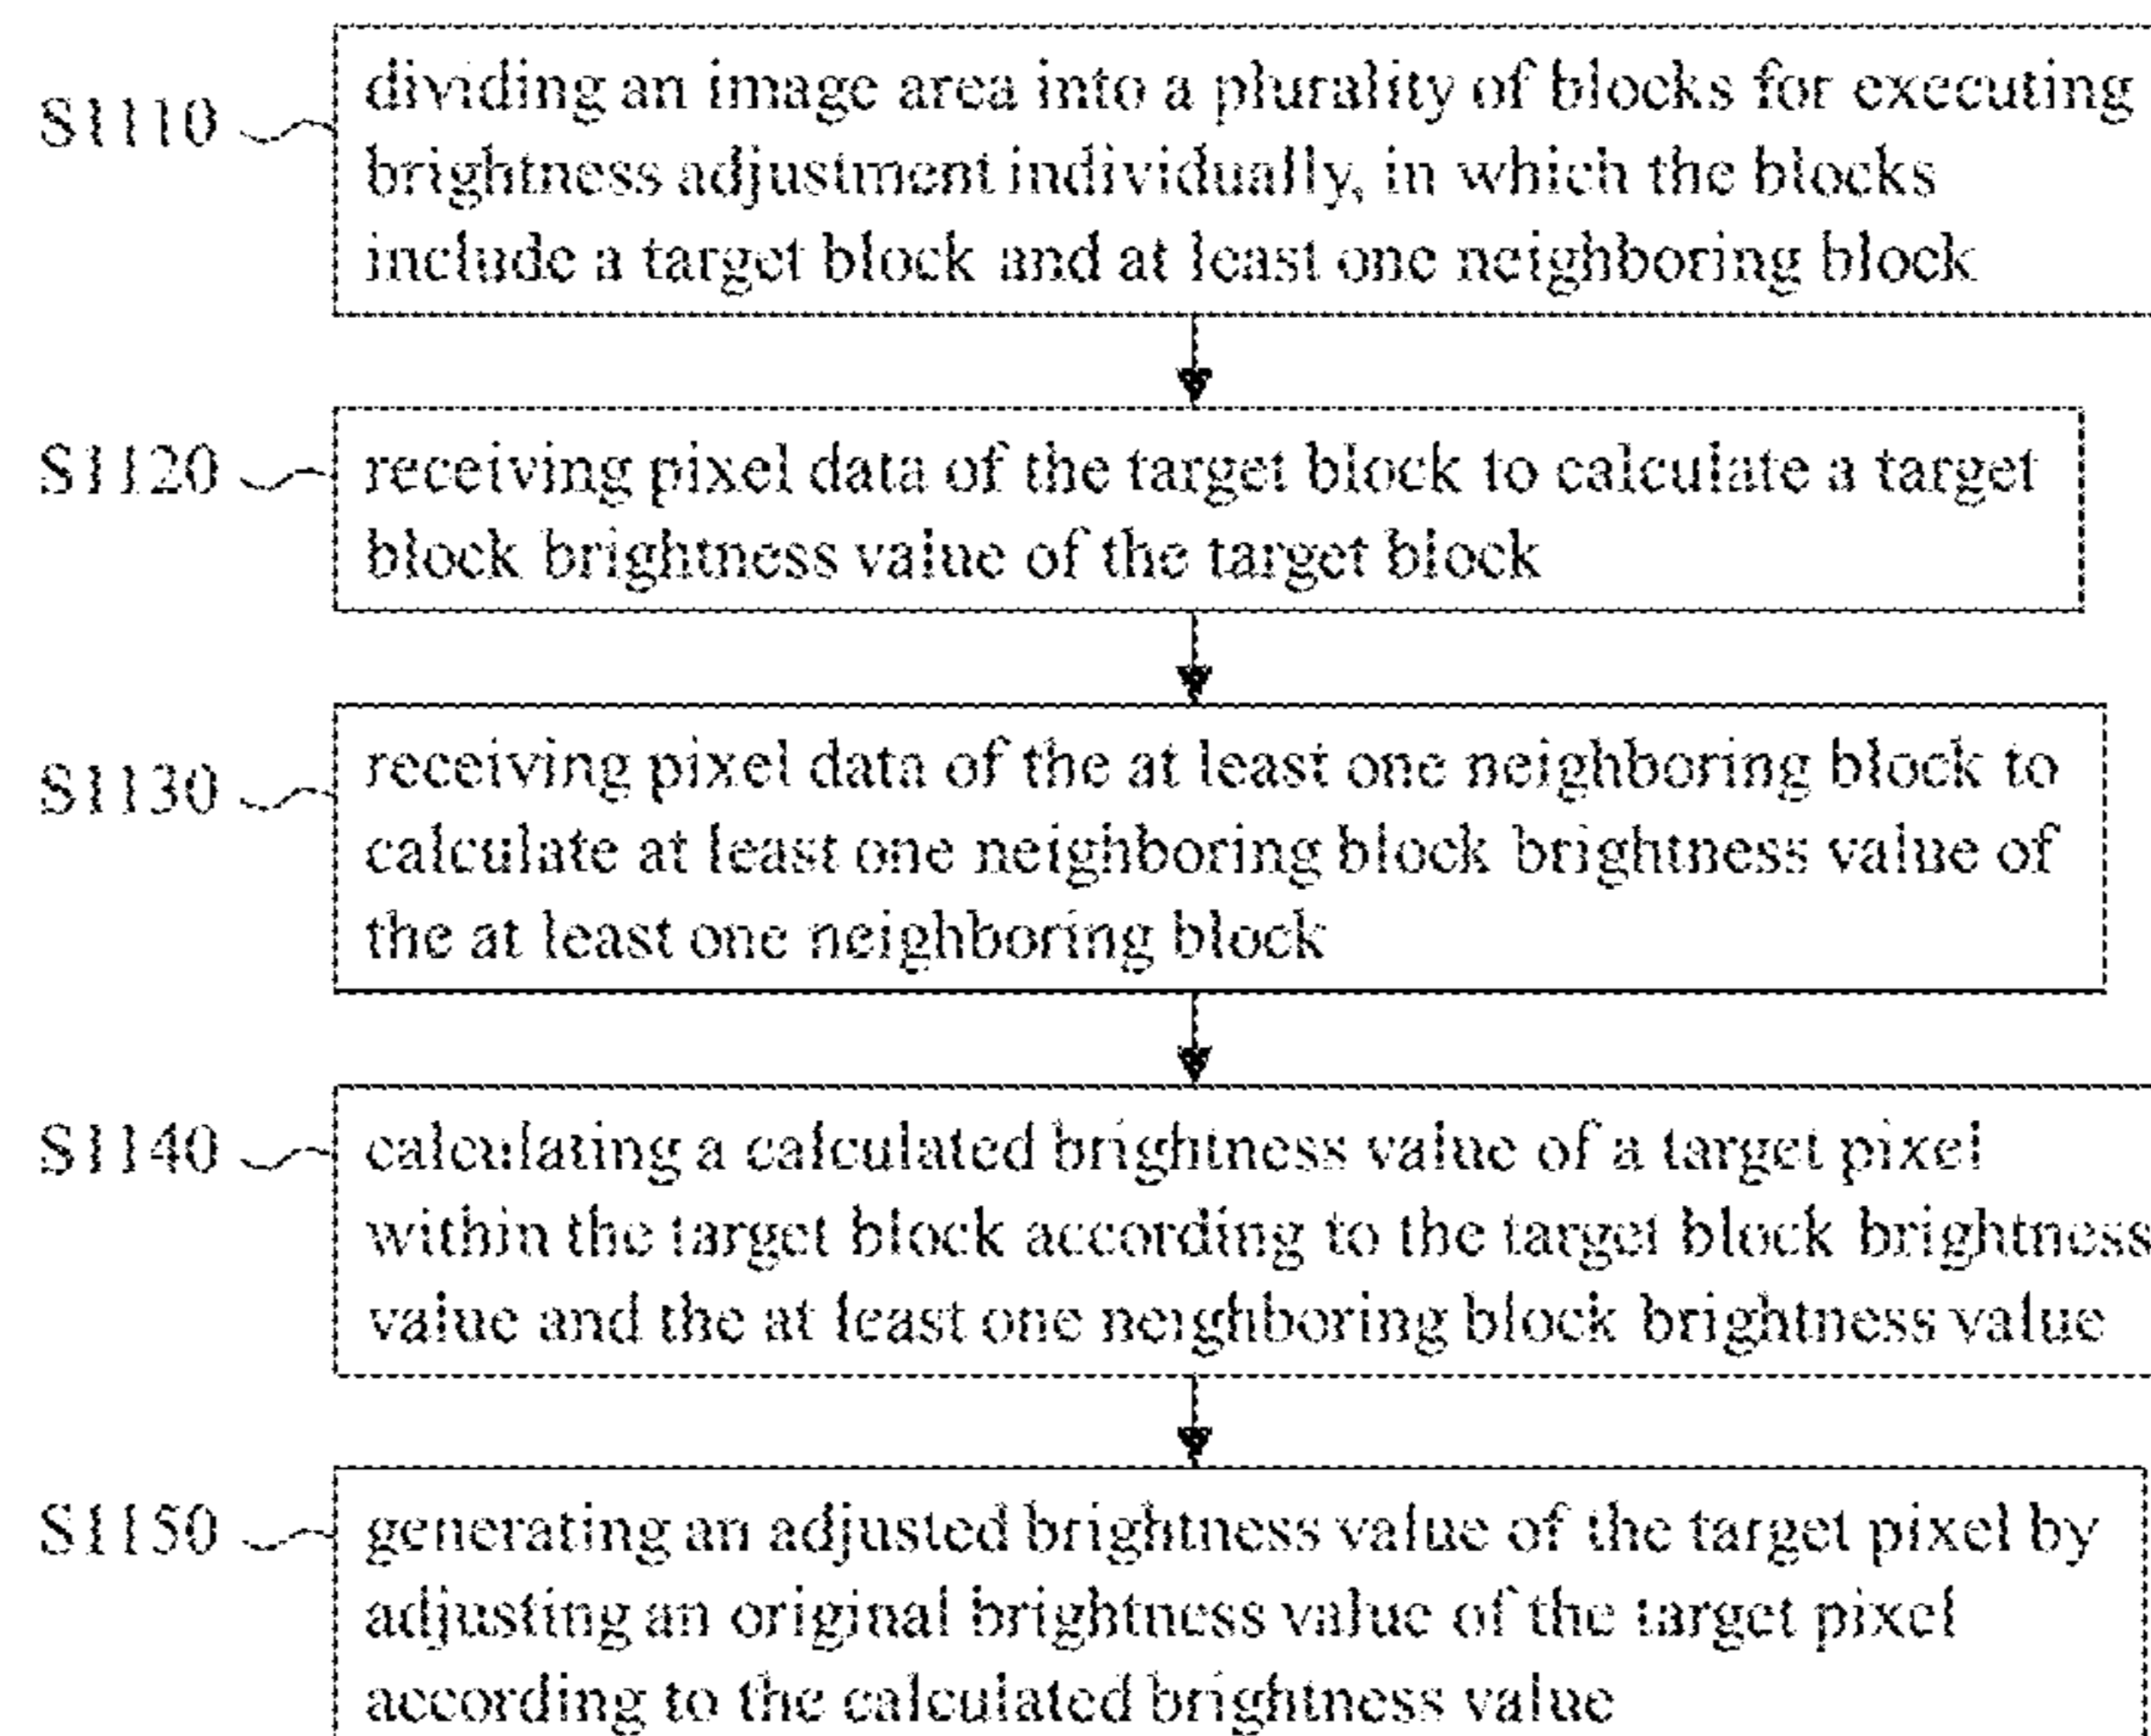 S1110
dividing an image area into a plurality of blocks for executing
brightness adjustment individually, in which the blocks
include a target block and at least one neighboring block
S1120
receiving pixel data of the target block to calculate a target
block brightness value of the target block
S1130
receiving pixel data of the at least one neighboring block to
calculate at least one neighboring block brightness value of
the at least one neighboring block
S1140
calculating a calculated brightness value of a target pixel
within the target block according to the target block brightness
value and the at least one neighboring block brightness value
S1150
generating an adjusted brightness value of the target pixel by
adjusting an original brightness value of the target pixel
according to the calculated brightness value